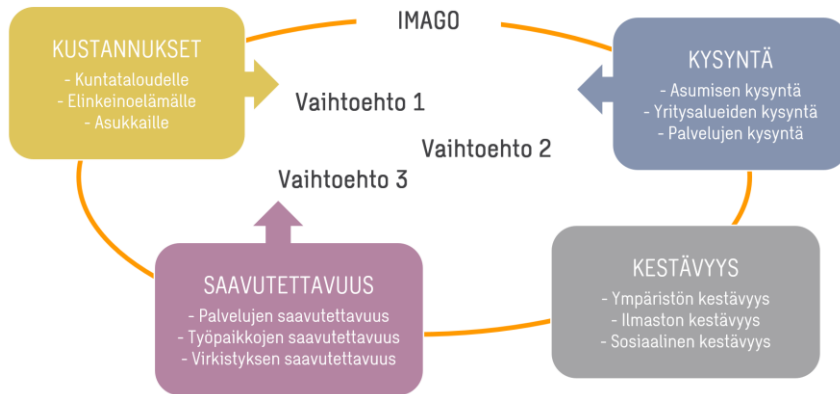 IMAGO
KUSTANNUKSET
- Kuntataloudelle
- Elinkeinoelämälle
- Asukkaille
KYSYNTÄ
- Asumisen kysyntä
- Yritysalueiden kysyntä
- Palvelujen kysyntä
Vaihtoehto 1
Vaihtoehto 2
Vaihtoehto 3
SAAVUTETTAVUUS
- Palvelujen saavutettavuus
- Työpaikkojen saavutettavuus
- Virkistyksen saavutettavuus
KESTÄVYYS
- Ympäristön kestävyys
- Ilmaston kestävyys
- Sosiaalinen kestävyys